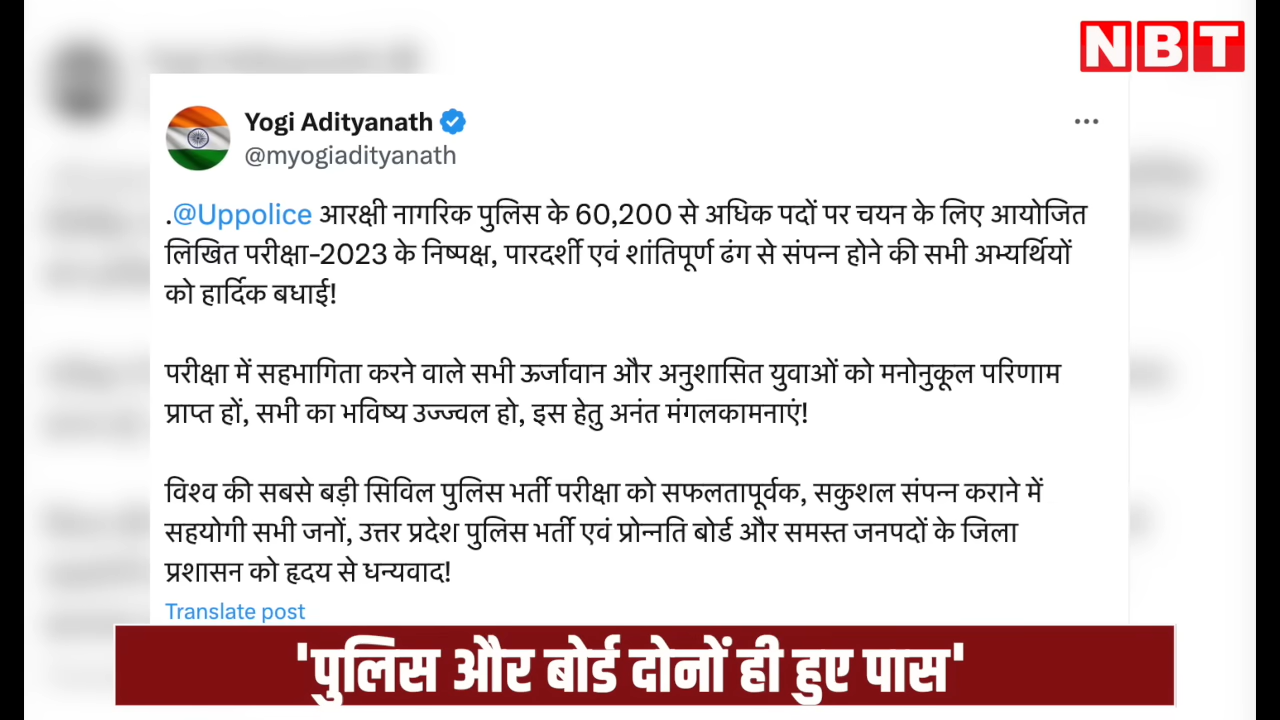 NBT
Yogi Adityanath
@myogiadityanath
.@Uppolice आरक्षी नागरिक पुलिस के 60,200 से अधिक पदों पर चयन के लिए आयोजित
लिखित परीक्षा-2023 के निष्पक्ष, पारदर्शी एवं शांतिपूर्ण ढंग से संपन्न होने की सभी अभ्यर्थियों
को हार्दिक बधाई!
परीक्षा में सहभागिता करने वाले सभी ऊर्जावान और अनुशासित युवाओं को मनोनुकूल परिणाम
प्राप्त हों, सभी का भविष्य उज्ज्वल हो, इस हेतु अनंत मंगलकामनाएं!
विश्व की सबसे बड़ी सिविल पुलिस भर्ती परीक्षा को सफलतापूर्वक, सकुशल संपन्न कराने में
सहयोगी सभी जनों, उत्तर प्रदेश पुलिस भर्ती एवं प्रोन्नति बोर्ड और समस्त जनपदों के जिला
प्रशासन को हृदय से धन्यवाद!
Translate post
'पुलिस और बोर्ड दोनों ही हुए पास'